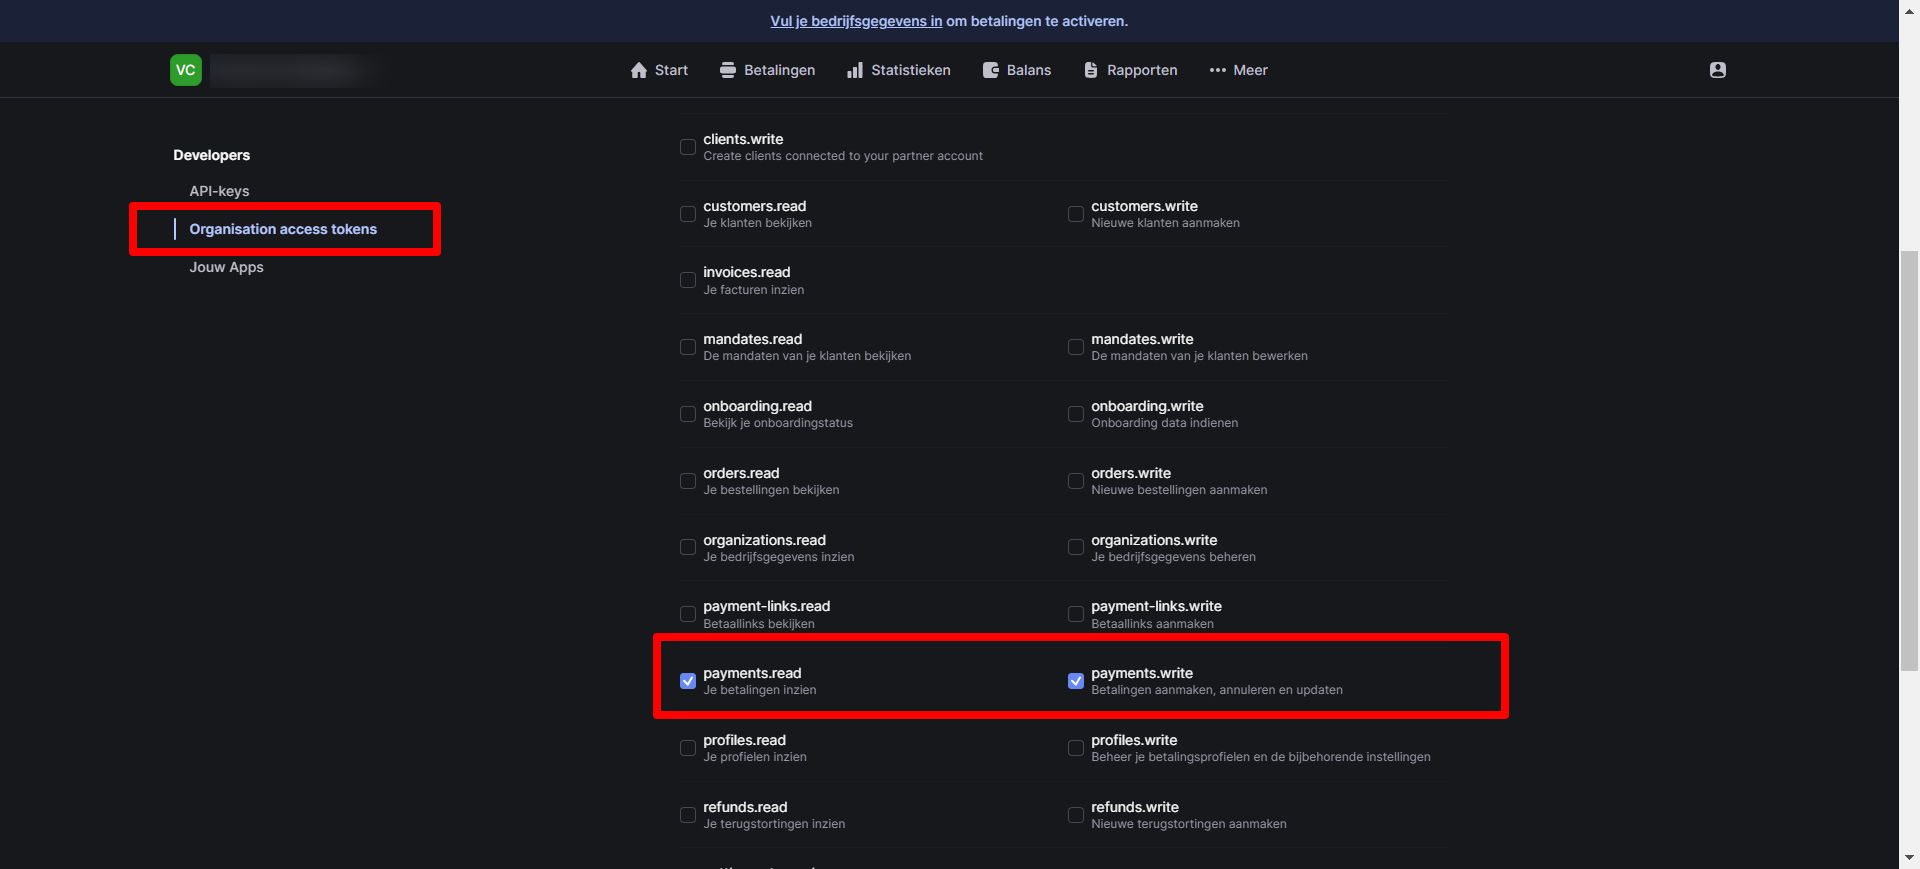 Vul je bedrijfsgegevens in om betalingen te activeren.
VC
Start
Betalingen
Statistieken
Balans
Rapporten
Meer
Developers
API-keys
Organisation access tokens
Jouw Apps
clients.write
Create clients connected to your partner account
customers.read
Je klanten bekijken
customers.write
Nieuwe klanten aanmaken
invoices.read
Je facturen inzien
mandates.read
De mandaten van je klanten bekijken
mandates.write
De mandaten van je klanten bewerken
onboarding.read
Bekijk je onboardingstatus
onboarding.write
Onboarding data indienen
orders.read
Je bestellingen bekijken
orders.write
Nieuwe bestellingen aanmaken
organizations.read
Je bedrijfsgegevens inzien
organizations.write
Je bedrijfsgegevens beheren
payment-links.read
Betaallinks bekijken
payment-links.write
Betaallinks aanmaken
payments.read
Je betalingen inzien
payments.write
Betalingen aanmaken, annuleren en updaten
profiles.read
Je profielen inzien
profiles.write
Beheer je betalingsprofielen en de bijbehorende instellingen
refunds.read
Je terugstortingen inzien
refunds.write
Nieuwe terugstortingen aanmaken